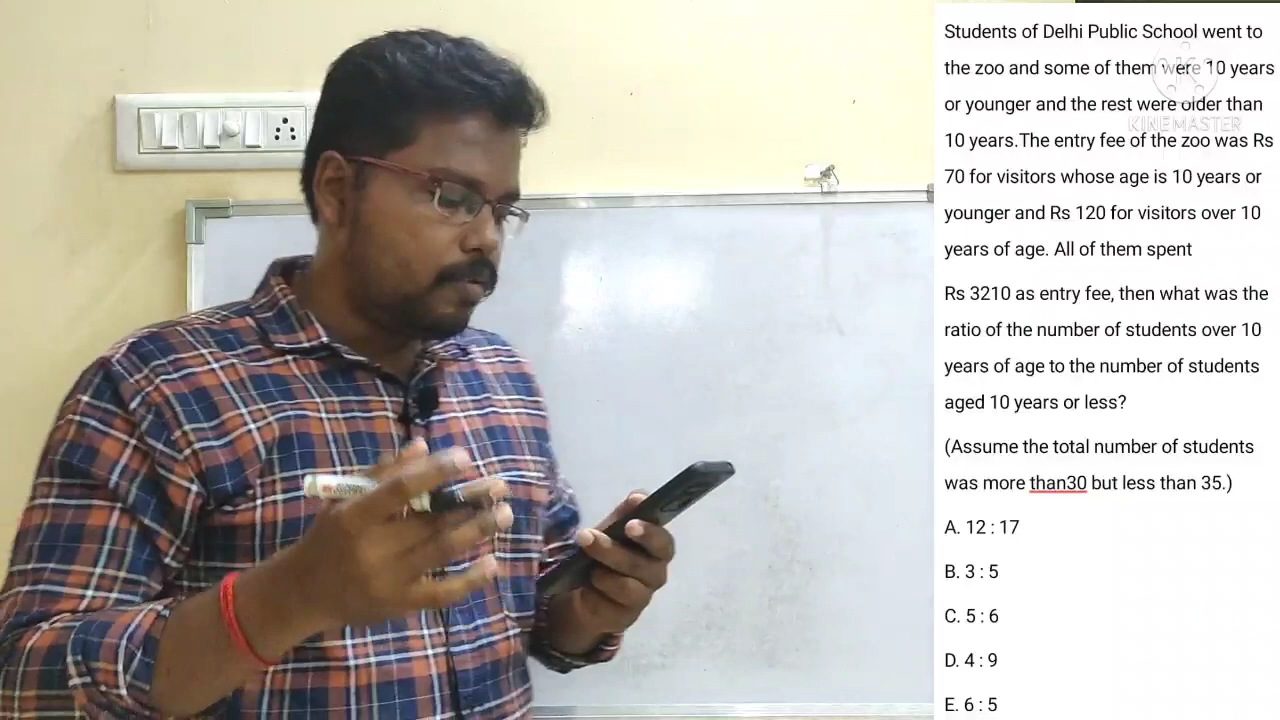 Students of Delhi Public School went to
the zoo and some of them were 10 years
or younger and the rest were older than
10 years.The entry fee of the zoo was Rs
70 for visitors whose age is 10 years or
younger and Rs 120 for visitors over 10
years of age. All of them spent
Rs 3210 as entry fee, then what was the
ratio of the number of students over 10
years of age to the number of students
aged 10 years or less?
(Assume the total number of students
was more than30 but less than 35.)
A. 12 : 17
B. 3 : 5
C. 5 : 6
D. 4 : 9
E. 6 : 5
KINEMASTER